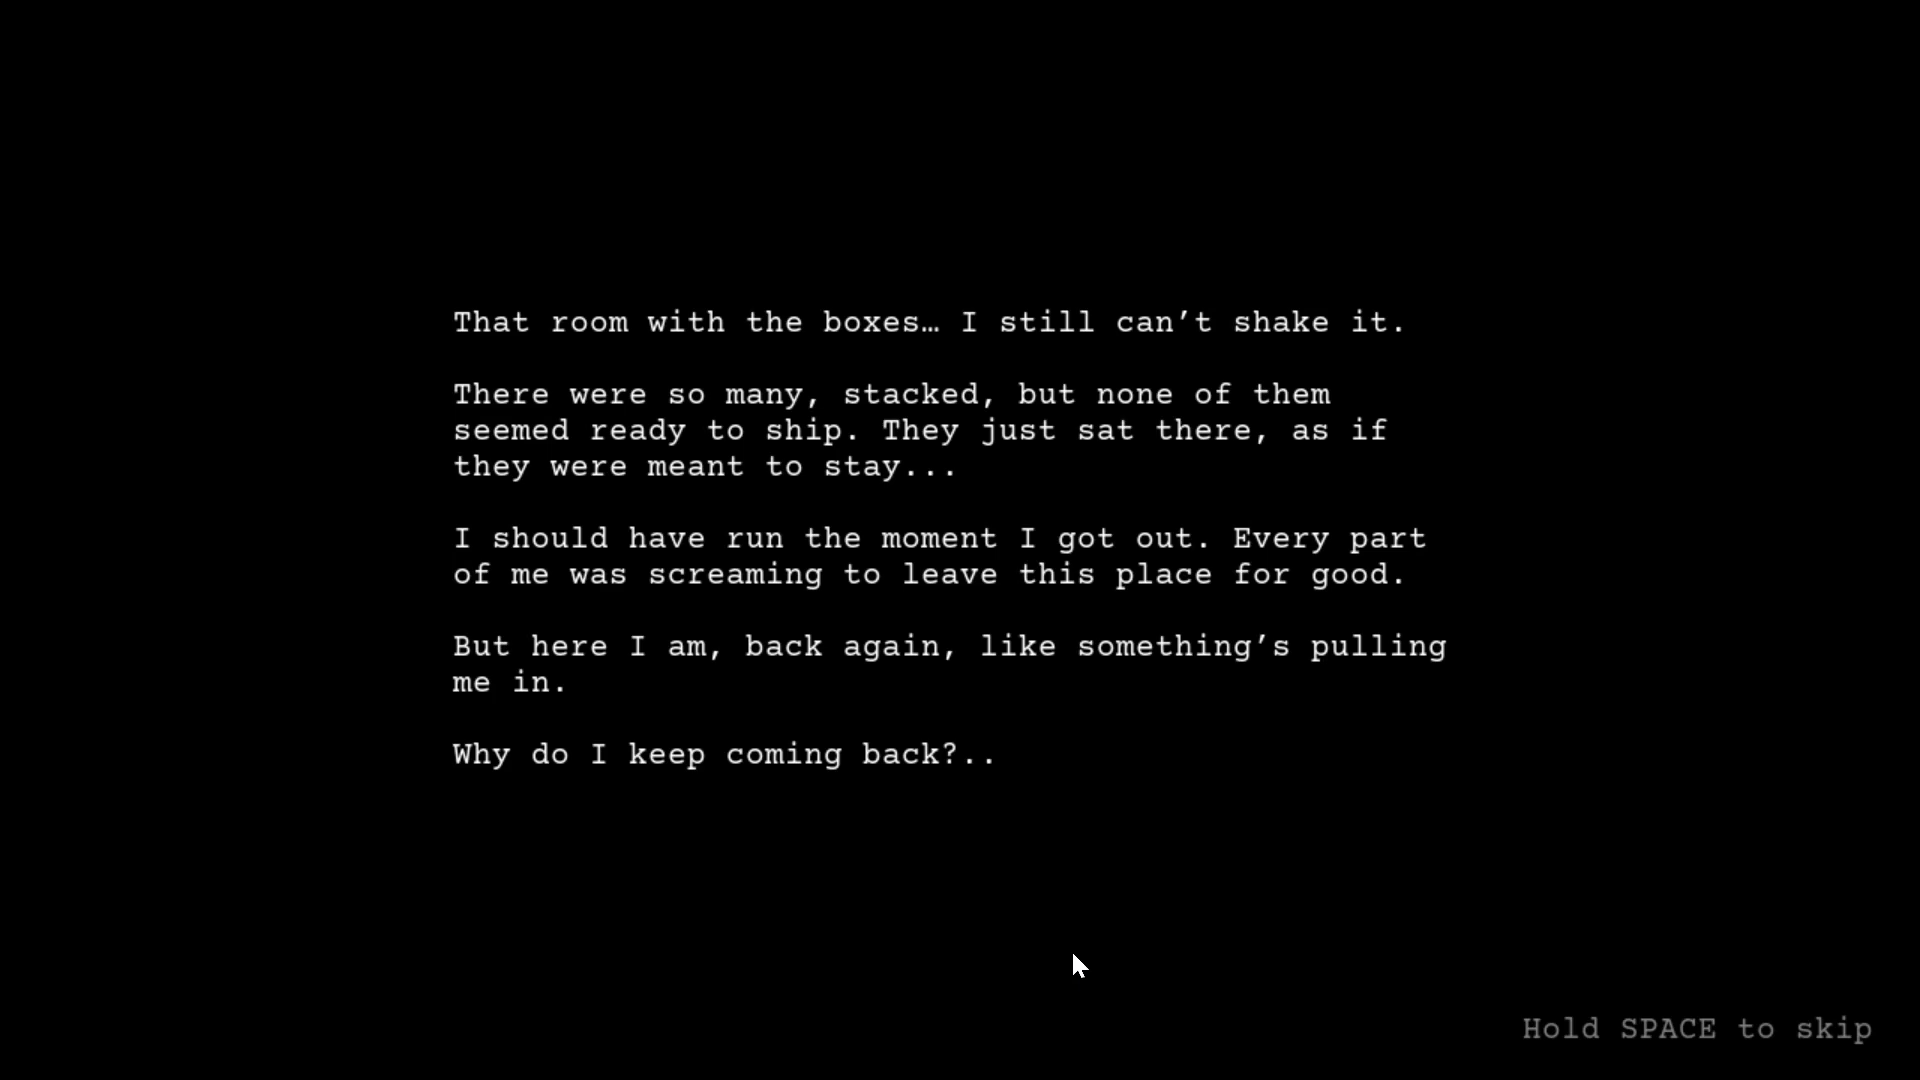 That room with the boxes… I still can’t shake it.
There were so many, stacked, but none of them
seemed ready to ship. They just sat there, as if
they were meant to stay...
I should have run the moment I got out. Every part
of me was screaming to leave this place for good.
But here I am, back again, like something’s pulling
me in.
Why do I keep coming back?..
Hold SPACE to skip